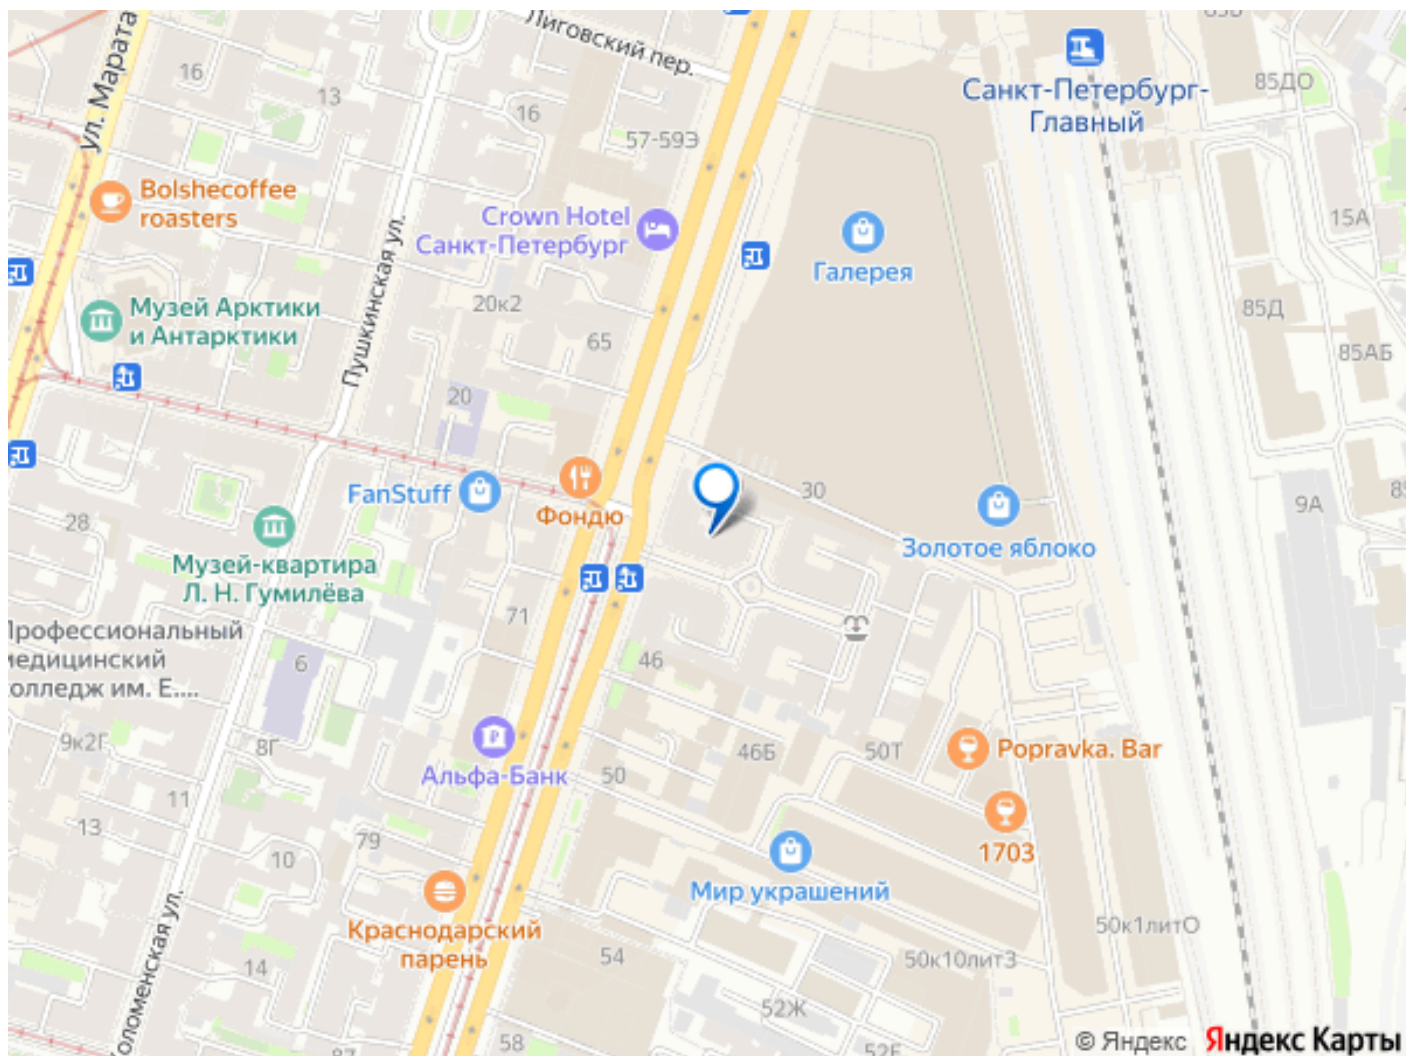 Лиговский пер.
ул. Марата
85ДО
Санкт-Петербург-
Главный
16
13
16
57-59Э
Bolshecoffee
roasters
Crown Hotel
Санкт-Петербург
15А
Галерея
Пушкинская ул.
Музей Арктики
и Антарктики
20к2
65
85Д
85АБ
20
FanStuff
Фондю
30
9А
28
Золотое яблоко
Музей-квартира
Л. Н. Гумилёва
71
46
6
9к2Г
8Г
Альфа-Банк
46Б
50Т
Popravka. Bar
50
11
13
79
10
1703
Мир украшений
Краснодарский
парень
50к1литО
14
54
50к10лит3
52Ж
58
© Яндекс
Яндекс Карты